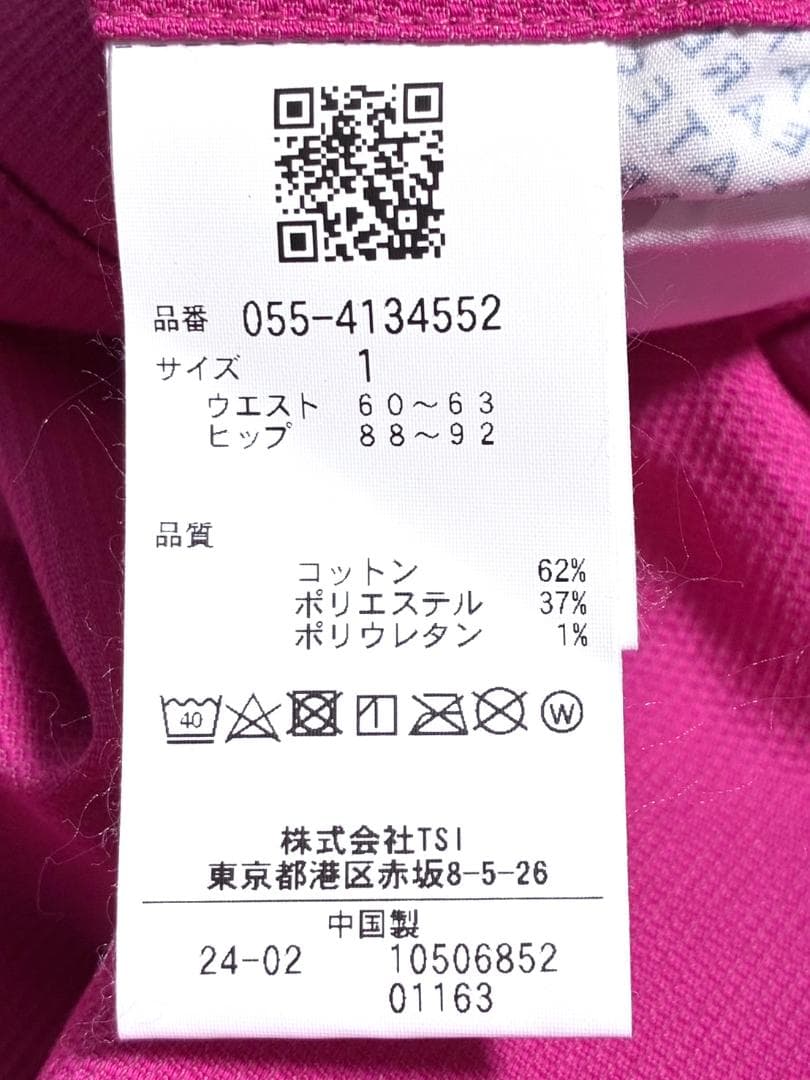 品番 055-4134552
サイズ 1
ウエスト 60～63
ヒップ 88～92
品質
コットン 62%
ポリエステル 37%
ポリウレタン 1%
40
W
株式会社TSI
東京都港区赤坂8-5-26
中国製
24-02 10506852
01163